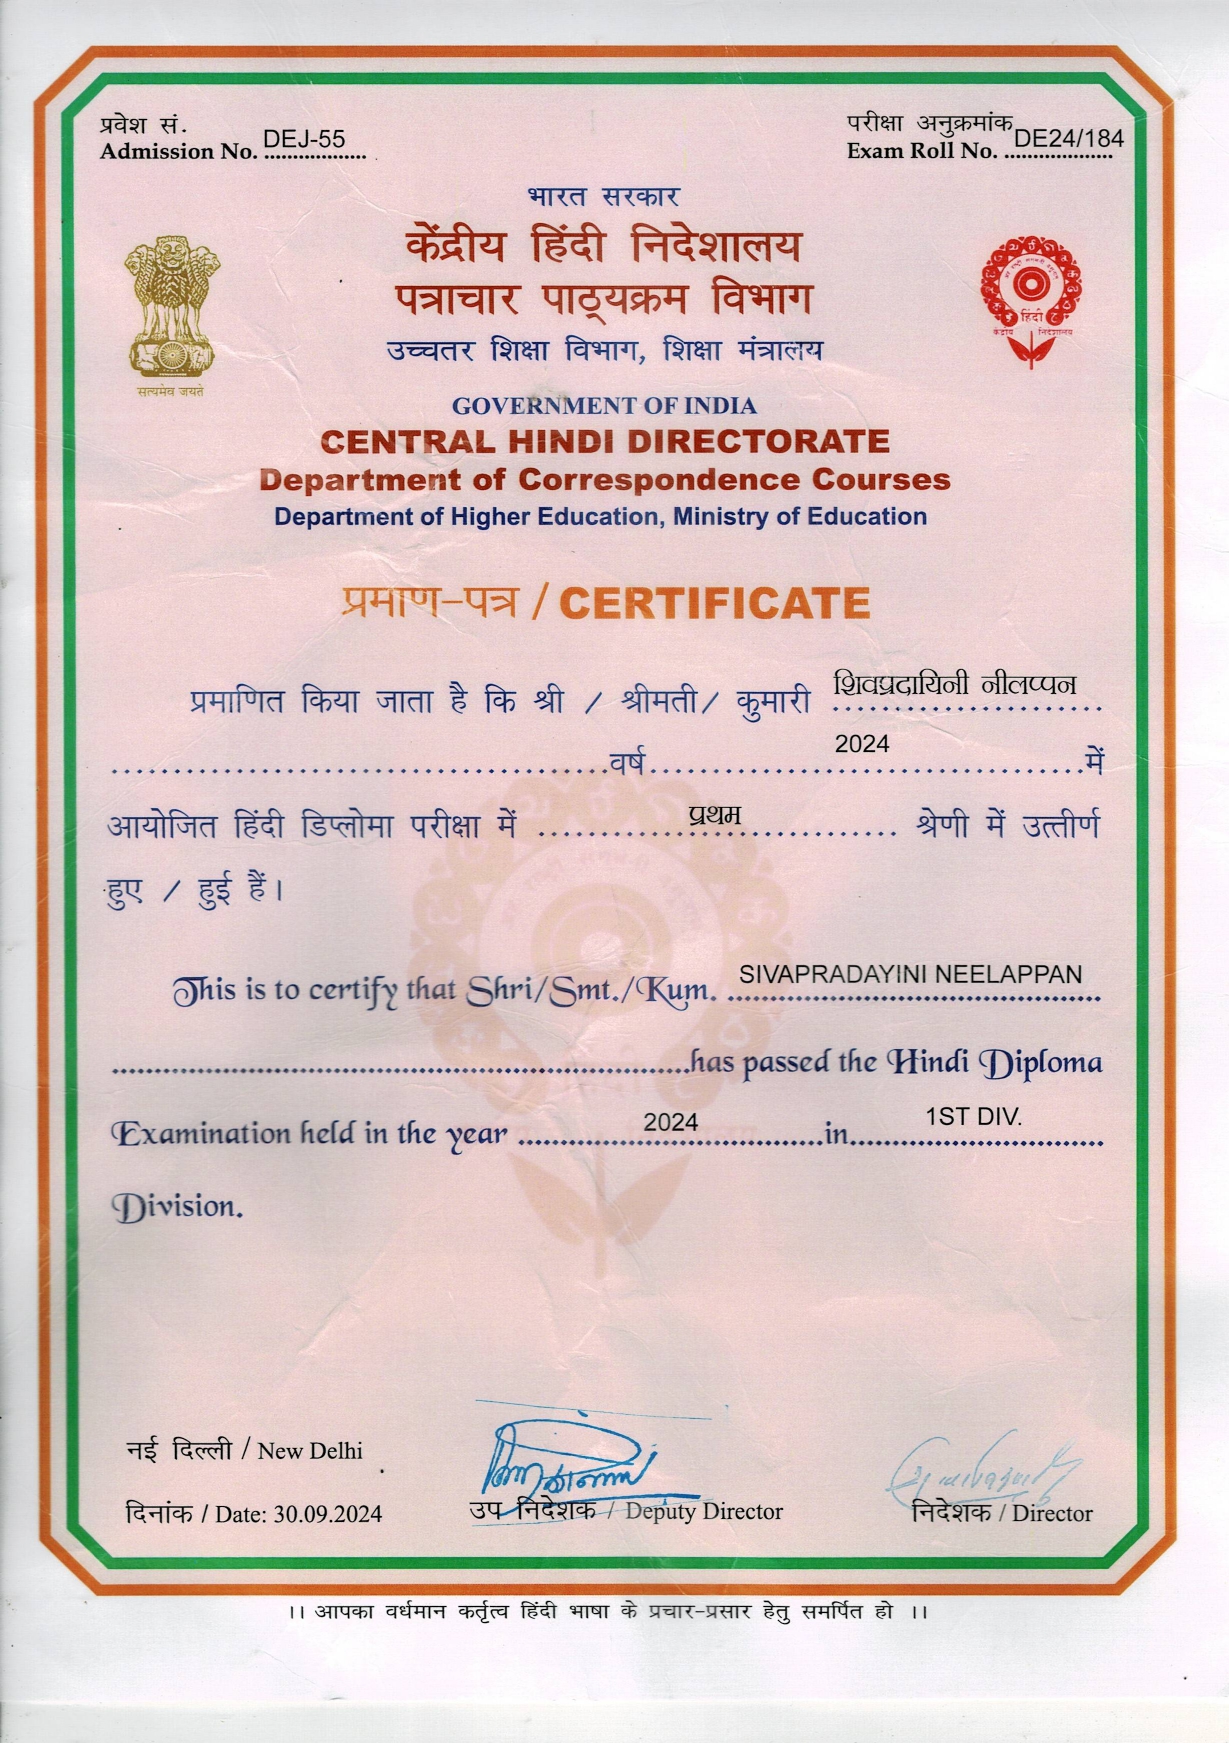 प्रवेश सं.
Admission No. DEJ-55
परीक्षा अनुक्रमांक
Exam Roll No. DE24/184
भारत सरकार
केंद्रीय हिंदी निदेशालय
पत्राचार पाठ्यक्रम विभाग
उच्चतर शिक्षा विभाग, शिक्षा मंत्रालय
सत्यमेव जयते
हिंदी
केंद्रीय निदेशालय
GOVERNMENT OF INDIA
CENTRAL HINDI DIRECTORATE
Department of Correspondence Courses
Department of Higher Education, Ministry of Education
प्रमाण-पत्र / CERTIFICATE
प्रमाणित किया जाता है कि श्री / श्रीमती/ कुमारी शिवप्रदायिनी नीलप्पन
वर्ष 2024 में
आयोजित हिंदी डिप्लोमा परीक्षा में प्रथम श्रेणी में उत्तीर्ण
हुए / हुई हैं।
This is to certify that Shri/Smt./Kum. SIVAPRADAYINI NEELAPPAN
has passed the Hindi Diploma
Examination held in the year 2024 in 1ST DIV.
Division.
नई दिल्ली / New Delhi
दिनांक / Date: 30.09.2024
उप निदेशक / Deputy Director
निदेशक / Director
।। आपका वर्धमान कर्तृत्व हिंदी भाषा के प्रचार-प्रसार हेतु समर्पित हो ।।